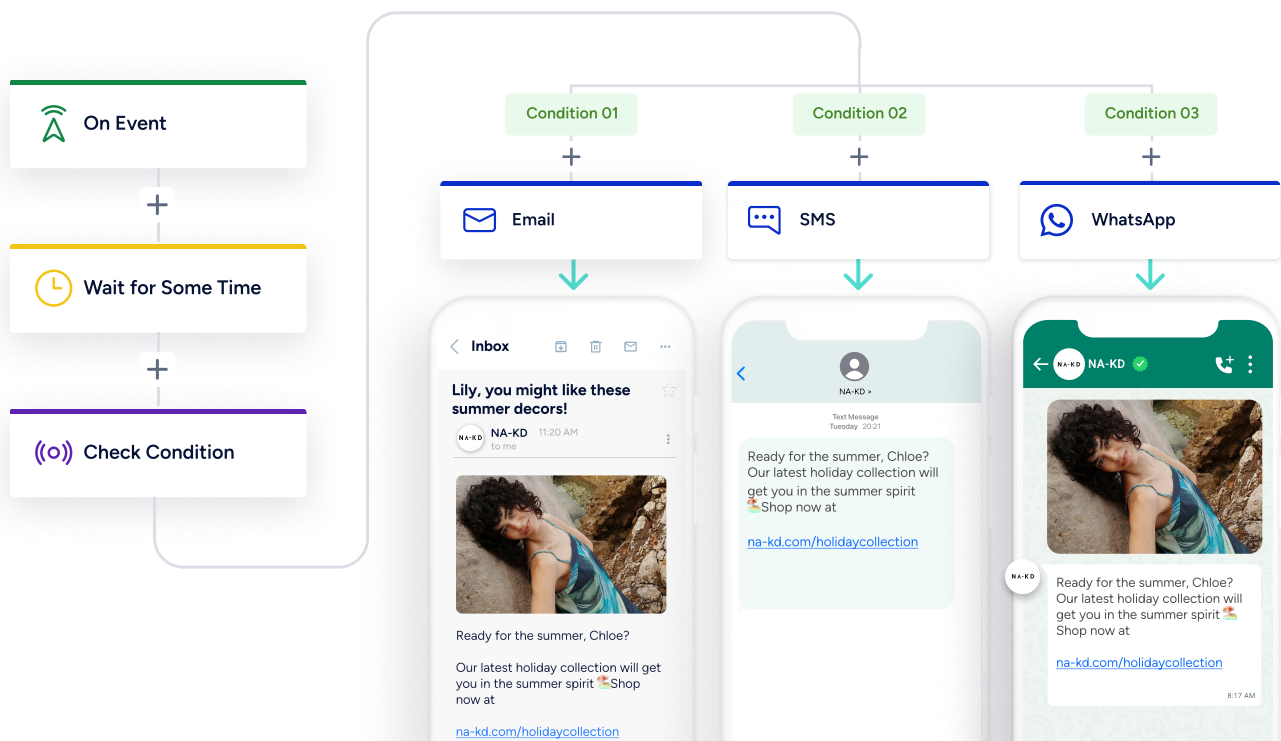 On Event
Wait for Some Time
Check Condition
Condition 01
Condition 02
Condition 03
Email
SMS
WhatsApp
Inbox
Lily, you might like these
summer decors!
NA-KD
NA-KD
11:20 AM
to me
Ready for the summer, Chloe?
Our latest holiday collection will get
you in the summer spirit 🏖️Shop
now at
na-kd.com/holidaycollection
NA-KD >
Text Message
Tuesday 20:21
Ready for the summer, Chloe?
Our latest holiday collection will
get you in the summer spirit
🏖️Shop now at
na-kd.com/holidaycollection
NA-KD
NA-KD
NA-KD
Ready for the summer, Chloe?
Our latest holiday collection will
get you in the summer spirit 🏖️
Shop now at
na-kd.com/holidaycollection
8:17 AM